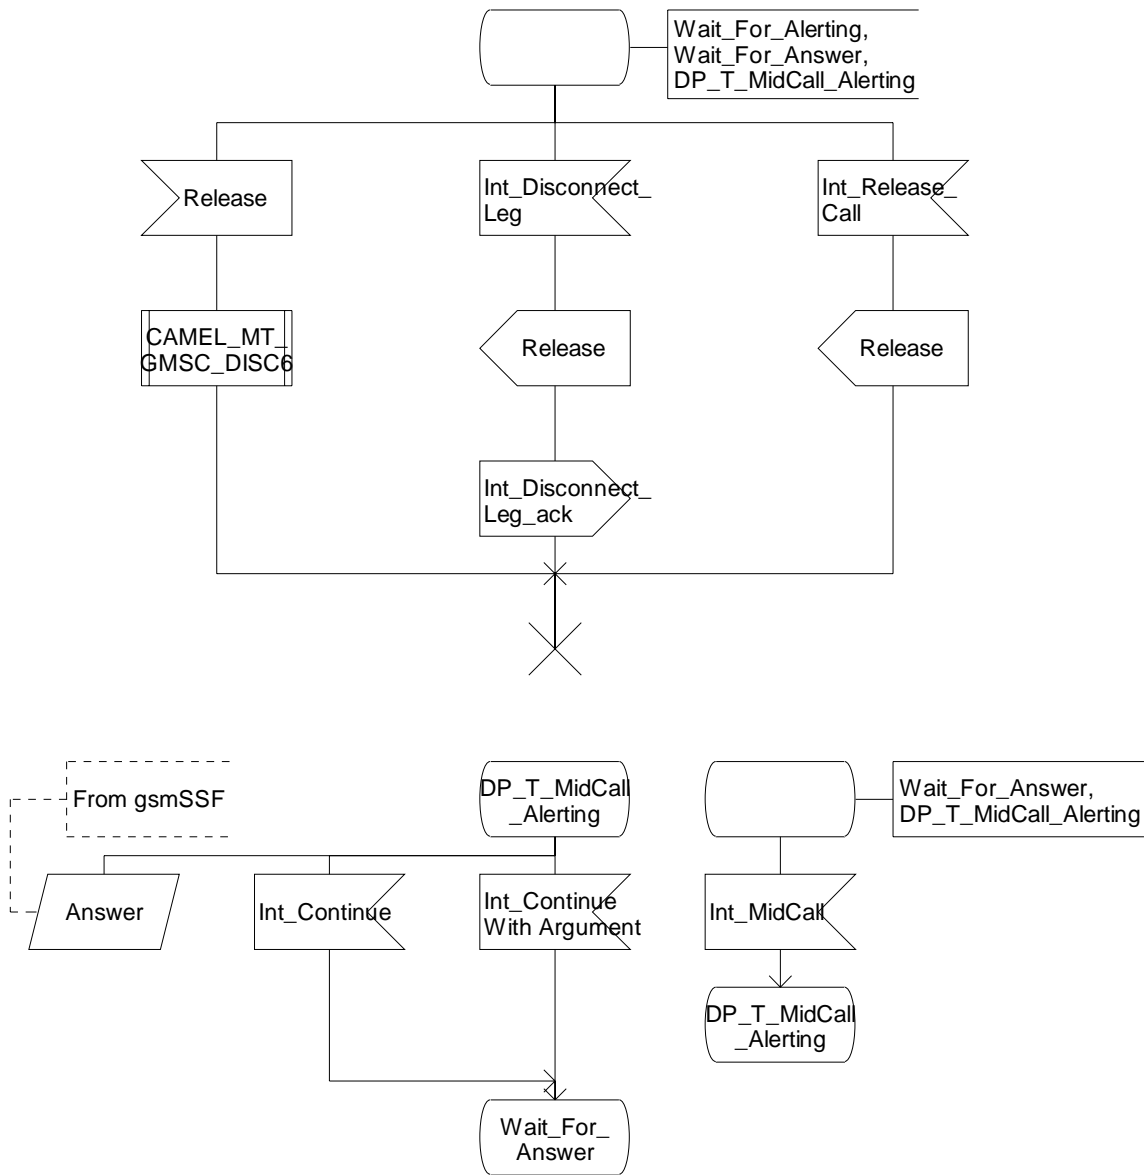 Wait_For_Alerting,
Wait_For_Answer,
DP_T_MidCall_Alerting
Release
Int_Disconnect_
Leg
Int_Release_
Call
CAMEL_MT_
GMSC_DISC6
Release
Release
Int_Disconnect_
Leg_ack
From gsmSSF
DP_T_MidCall
_Alerting
Wait_For_Answer,
DP_T_MidCall_Alerting
Answer
Int_Continue
Int_Continue
With Argument
Int_MidCall
DP_T_MidCall
_Alerting
Wait_For_
Answer